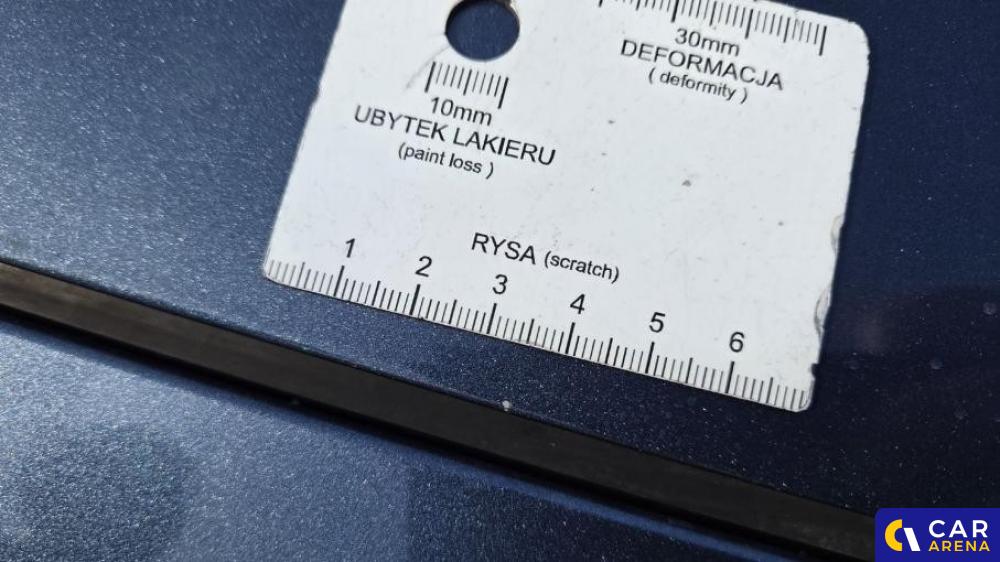 30mm
DEFORMACJA
( deformity )
10mm
UBYTEK LAKIERU
(paint loss )
RYSA (scratch)
1 2 3 4 5 6
CAR
ARENA